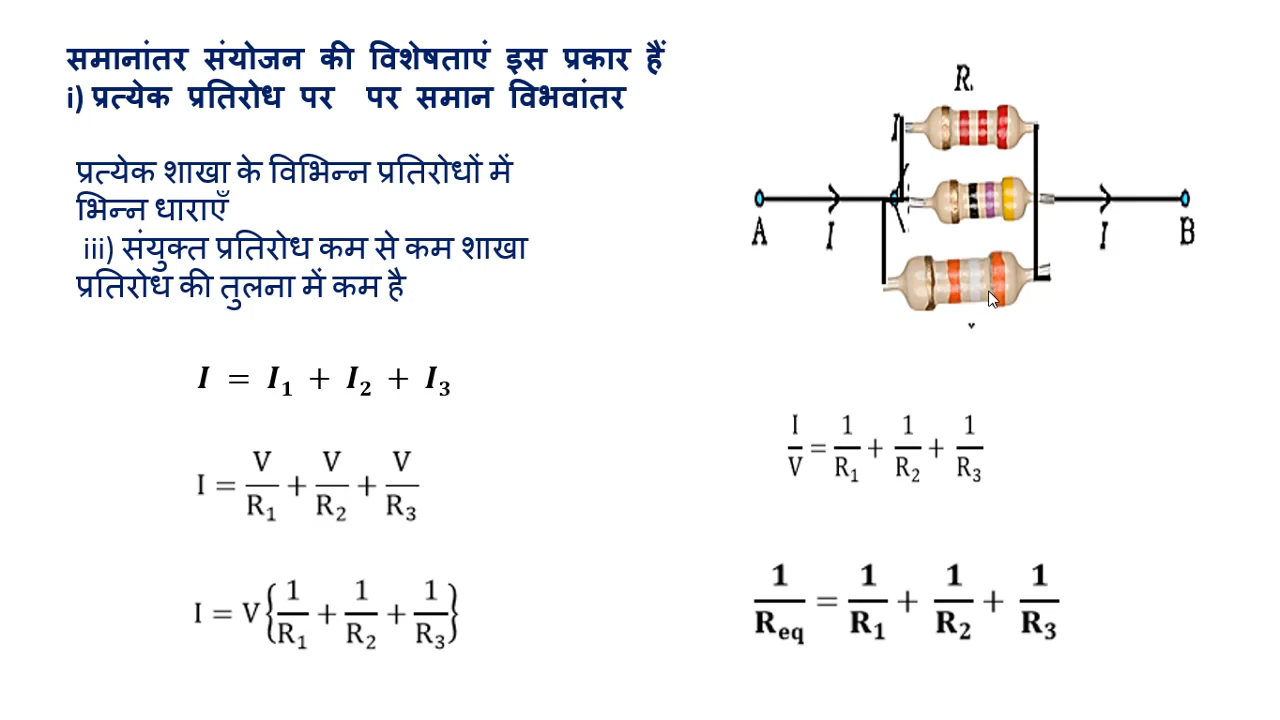 समानांतर संयोजन की विशेषताएं इस प्रकार हैं
i) प्रत्येक प्रतिरोध पर पर समान विभवांतर
प्रत्येक शाखा के विभिन्न प्रतिरोधों में
भिन्न धाराएँ
iii) संयुक्त प्रतिरोध कम से कम शाखा
प्रतिरोध की तुलना में कम है
I = I₁ + I₂ + I₃
I = V/R₁ + V/R₂ + V/R₃
I = V{1/R₁ + 1/R₂ + 1/R₃}
R
I
A I I B
I/V = 1/R₁ + 1/R₂ + 1/R₃
1/Req = 1/R₁ + 1/R₂ + 1/R₃